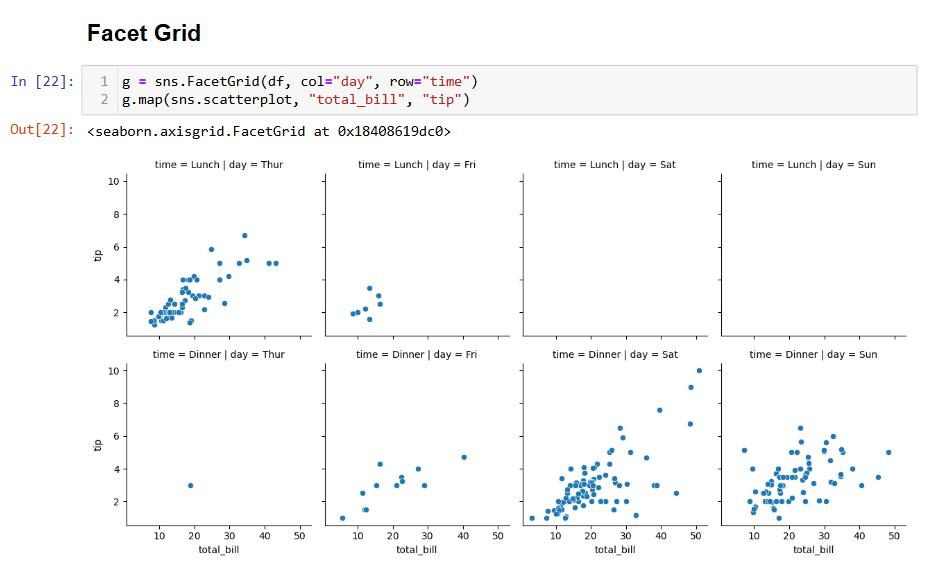 Facet Grid
In [22]:
1 g = sns.FacetGrid(df, col="day", row="time")
2 g.map(sns.scatterplot, "total_bill", "tip")
Out[22]: <seaborn.axisgrid.FacetGrid at 0x18408619dc0>
time = Lunch | day = Thur
time = Lunch | day = Fri
time = Lunch | day = Sat
time = Lunch | day = Sun
10
8
6
4
2
tip
time = Dinner | day = Thur
time = Dinner | day = Fri
time = Dinner | day = Sat
time = Dinner | day = Sun
10
8
6
4
2
tip
10 20 30 40 50
10 20 30 40 50
10 20 30 40 50
10 20 30 40 50
total_bill
total_bill
total_bill
total_bill